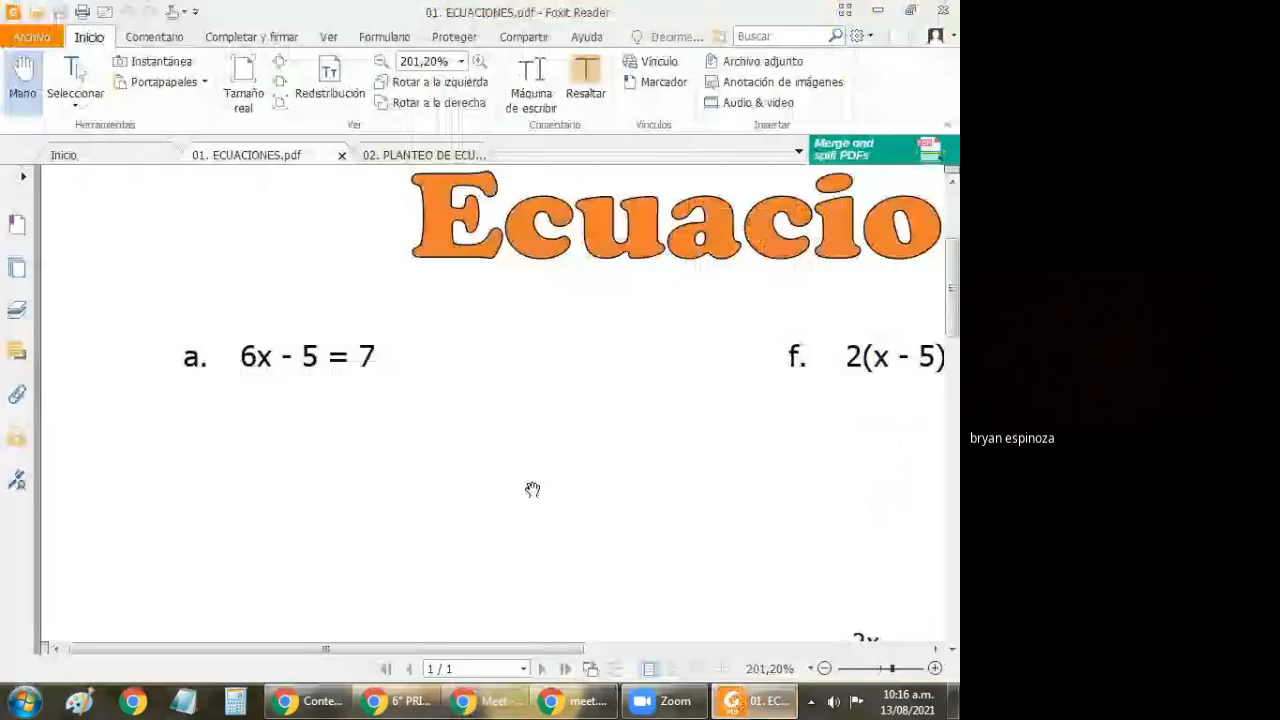 01. ECUACIONES.pdf - Foxit Reader
Archivo Inicio Comentario Completar y firmar Ver Formulario Proteger Compartir Ayuda Decirme... Buscar
Mano
Seleccionar
Instantánea
Portapapeles
Herramientas
Tamaño real
Redistribución
201,20%
Rotar a la izquierda
Rotar a la derecha
Ver
Máquina de escribir
Resaltar
Comentario
Vínculo
Marcador
Vínculos
Archivo adjunto
Anotación de imágenes
Audio & video
Insertar
Inicio 01. ECUACIONES.pdf 02. PLANTEO DE ECU...
Merge and split PDFs
Ecuacio
a. 6x - 5 = 7
f. 2(x - 5)
2x
bryan espinoza
1 / 1
201,20%
Conte... 6° PRI... Meet -... meet.... Zoom 01. EC...
10:16 a.m.
13/08/2021